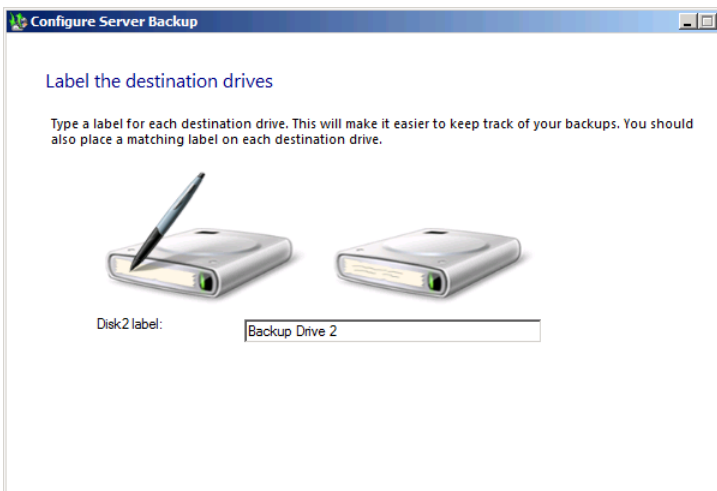 Configure Server Backup
Label the destination drives
Type a label for each destination drive. This will make it easier to keep track of your backups. You should
also place a matching label on each destination drive.
Disk2 label:
Backup Drive 2